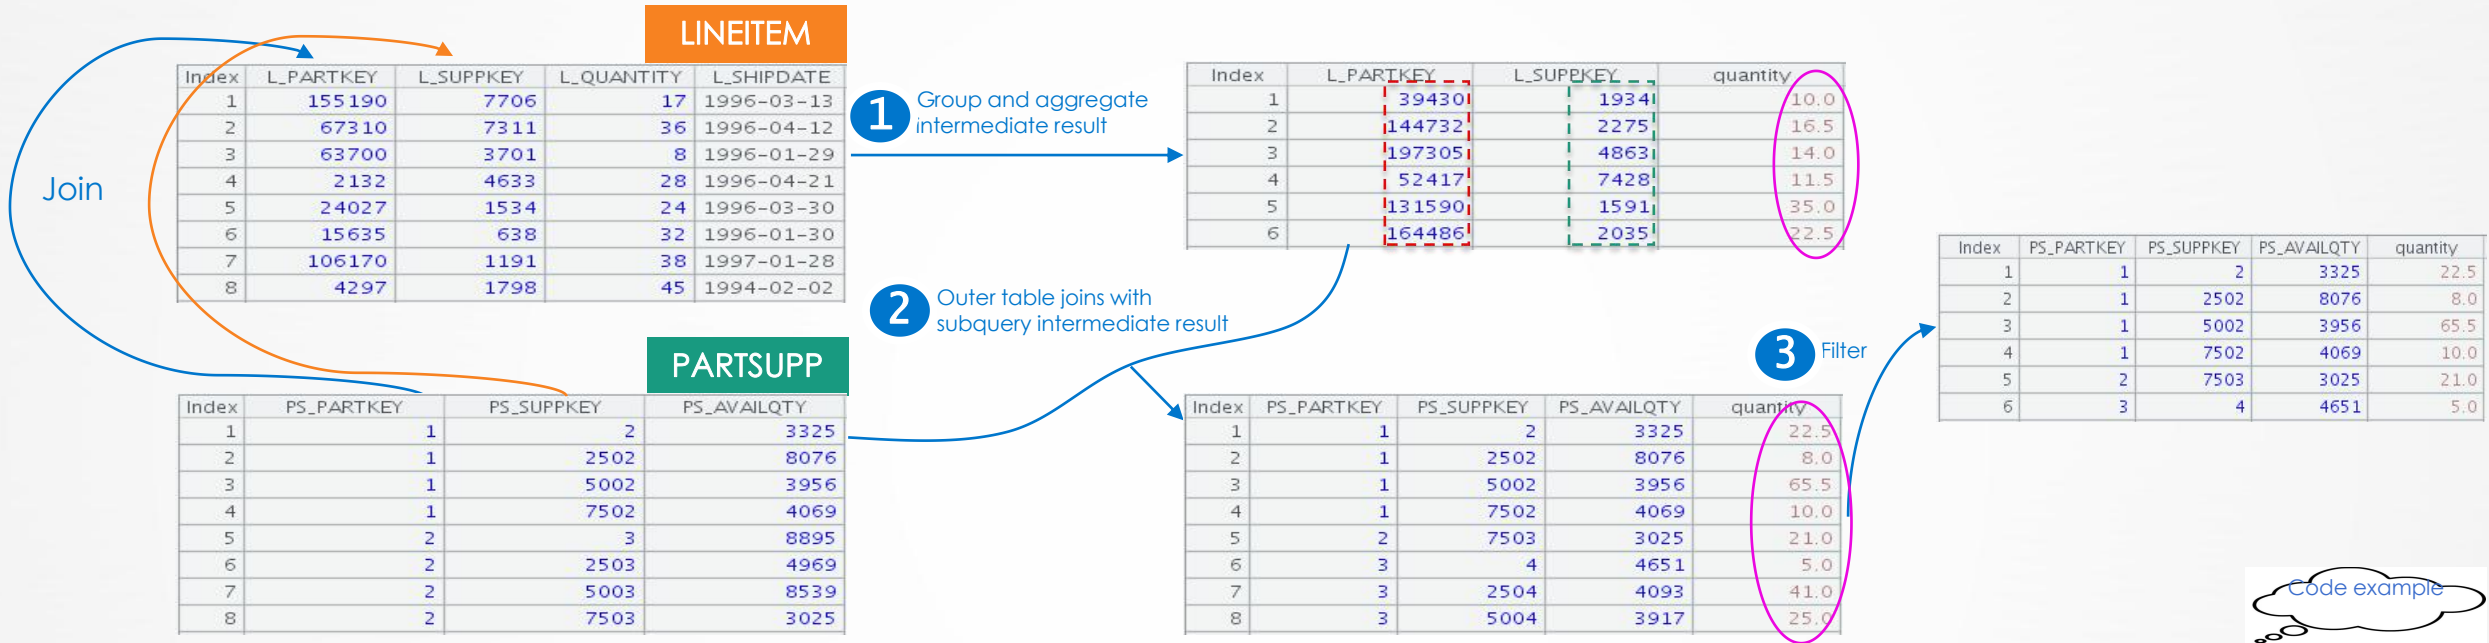 LINEITEM
Index L_PARTKEY L_SUPPKEY L_QUANTITY L_SHIPDATE
1 155190 7706 17 1996-03-13
2 67310 7311 36 1996-04-12
3 63700 3701 8 1996-01-29
4 2132 4633 28 1996-04-21
5 24027 1534 24 1996-03-30
6 15635 638 32 1996-01-30
7 106170 1191 38 1997-01-28
8 4297 1798 45 1994-02-02
Join
1 Group and aggregate
intermediate result
Index L_PARTKEY L_SUPPKEY quantity
1 39430 1934 10.0
2 144732 2275 16.5
3 197305 4863 14.0
4 52417 7428 11.5
5 131590 1591 35.0
6 164486 2035 22.5
2 Outer table joins with
subquery intermediate result
PARTSUPP
Index PS_PARTKEY PS_SUPPKEY PS_AVAILQTY
1 1 2 3325
2 1 2502 8076
3 1 5002 3956
4 1 7502 4069
5 2 3 8895
6 2 2503 4969
7 2 5003 8539
8 2 7503 3025
Index PS_PARTKEY PS_SUPPKEY PS_AVAILQTY quantity
1 1 2 3325 22.5
2 1 2502 8076 8.0
3 1 5002 3956 65.5
4 1 7502 4069 10.0
5 2 7503 3025 21.0
6 3 4 4651 5.0
7 3 2504 4093 41.0
8 3 5004 3917 25.0
3 Filter
Index PS_PARTKEY PS_SUPPKEY PS_AVAILQTY quantity
1 1 2 3325 22.5
2 1 2502 8076 8.0
3 1 5002 3956 65.5
4 1 7502 4069 10.0
5 2 7503 3025 21.0
6 3 4 4651 5.0
Code example